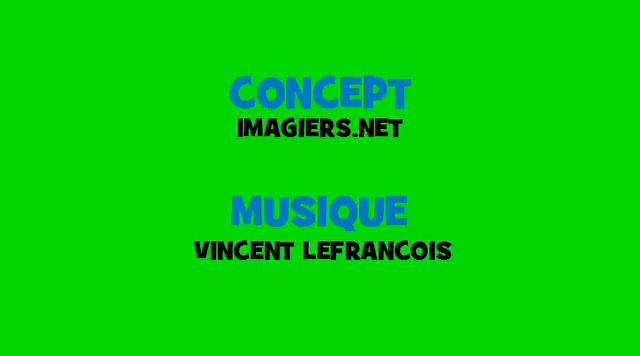 CONCEPT
IMAGIERS.NET
MUSIQUE
VINCENT LEFRANCOIS